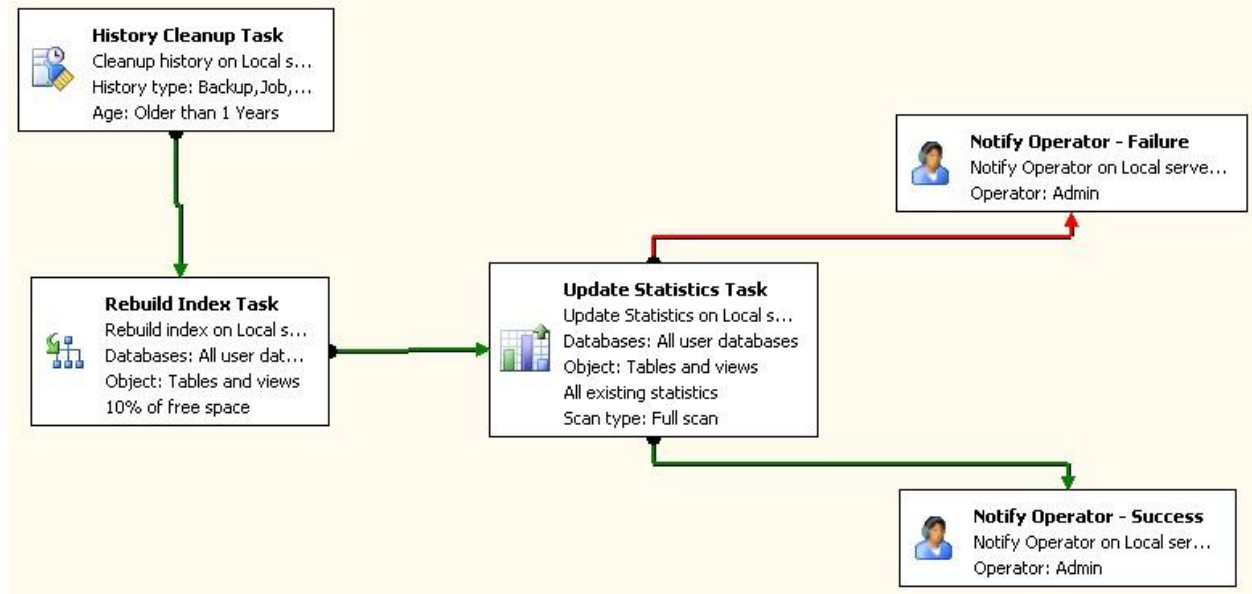 History Cleanup Task
Cleanup history on Local s...
History type: Backup,Job,...
Age: Older than 1 Years
Notify Operator - Failure
Notify Operator on Local serve...
Operator: Admin
Rebuild Index Task
Rebuild index on Local s...
Databases: All user dat...
Object: Tables and views
10% of free space
Update Statistics Task
Update Statistics on Local s...
Databases: All user databases
Object: Tables and views
All existing statistics
Scan type: Full scan
Notify Operator - Success
Notify Operator on Local ser...
Operator: Admin